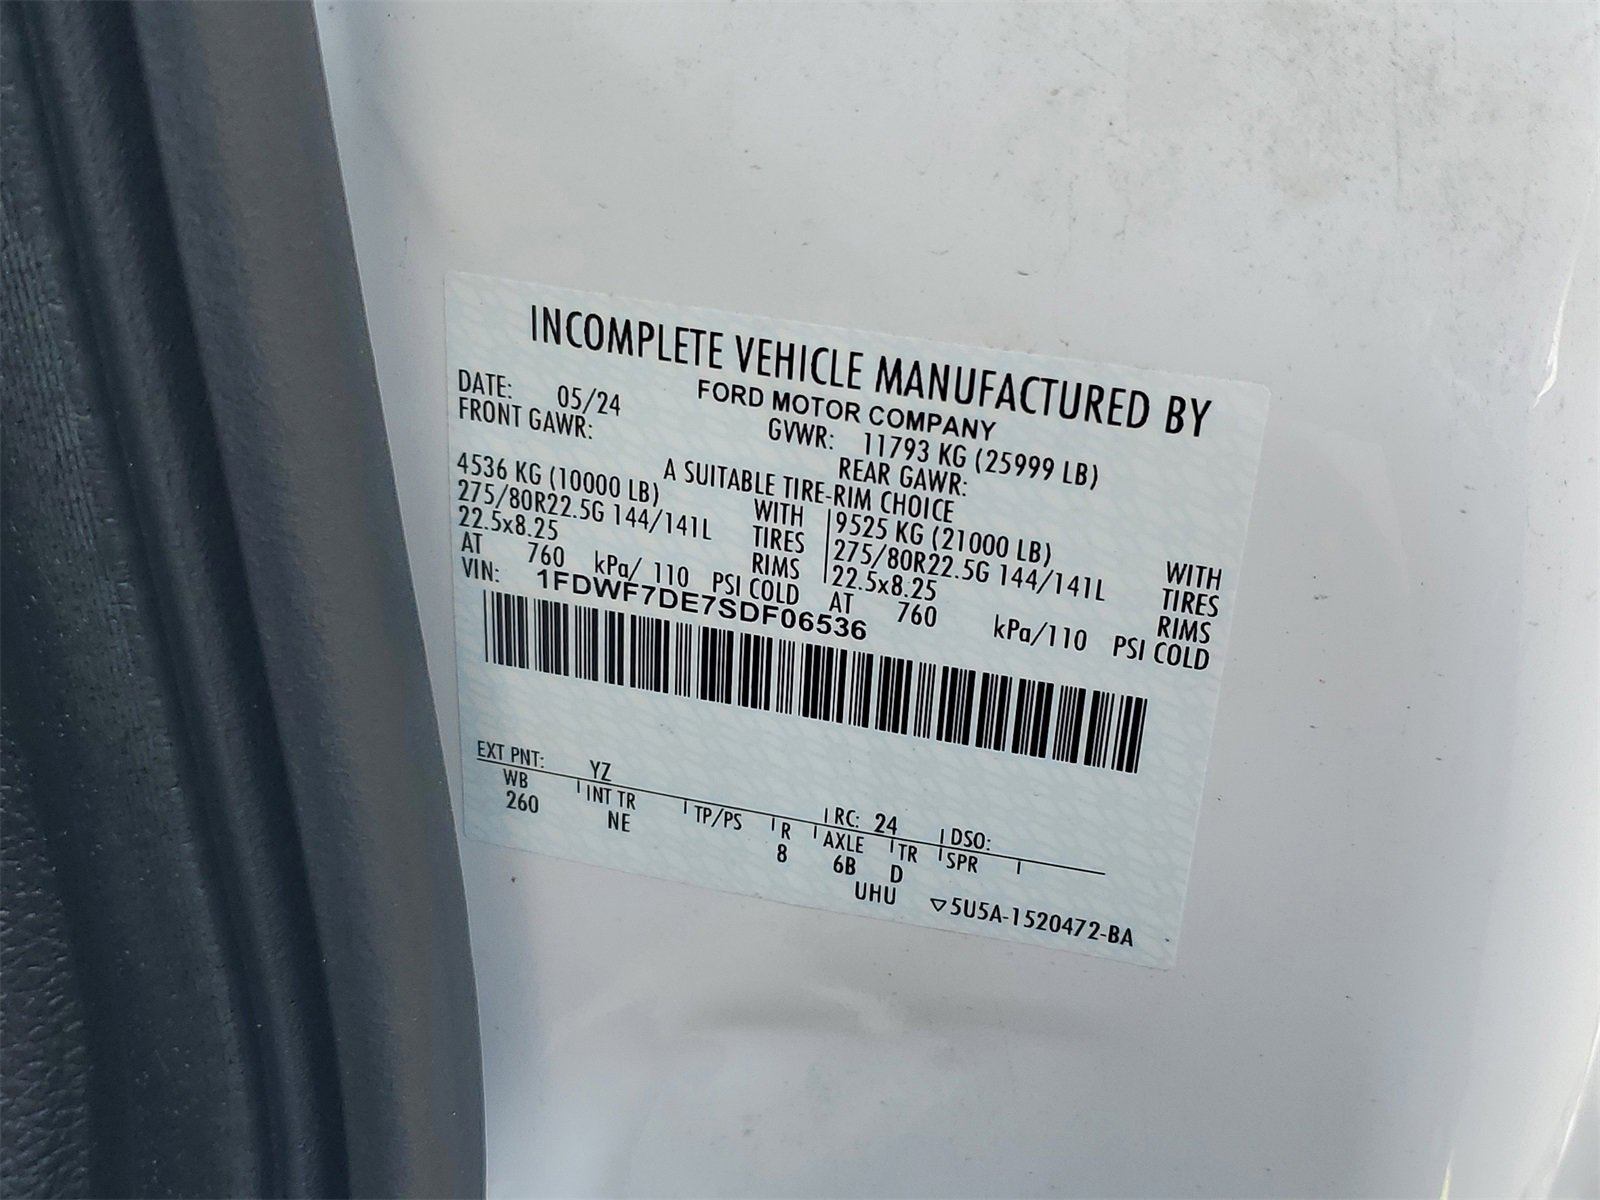 INCOMPLETE VEHICLE MANUFACTURED BY
FORD MOTOR COMPANY
DATE: 05/24 GVWR: 11793 KG (25999 LB)
FRONT GAWR: REAR GAWR:
A SUITABLE TIRE-RIM CHOICE
4536 KG (10000 LB) WITH 9525 KG (21000 LB) WITH
275/80R22.5G 144/141L TIRES 275/80R22.5G 144/141L TIRES
22.5x8.25 RIMS 22.5x8.25 RIMS
AT 760 kPa/ 110 PSI COLD AT 760 kPa/110 PSI COLD
VIN: 1FDWF7DE7SDF06536
EXT PNT: YZ RC: 24 DSO:
WB INT TR TP/PS R AXLE TR SPR
260 NE 8 6B D
UHU ▽5U5A-1520472-BA